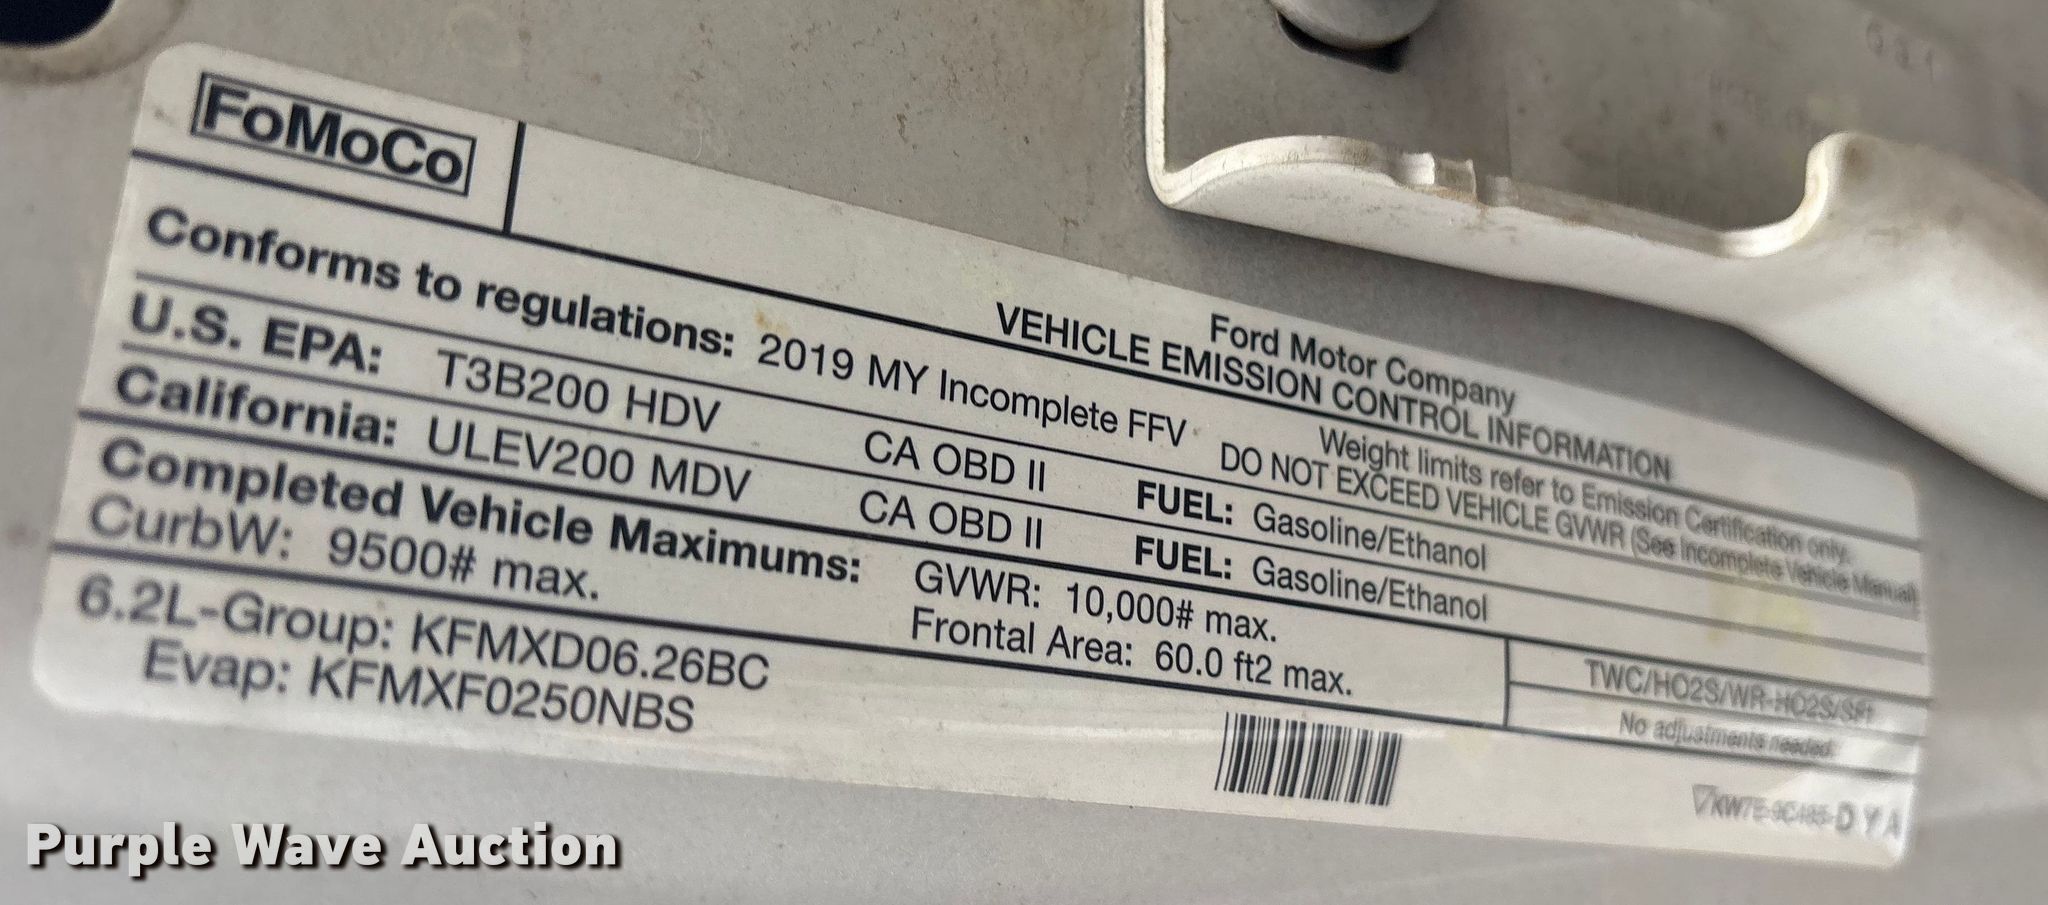 FoMoCo
Ford Motor Company
VEHICLE EMISSION CONTROL INFORMATION
Conforms to regulations: 2019 MY Incomplete FFV
Weight limits refer to Emission Certification only.
DO NOT EXCEED VEHICLE GVWR (See Incomplete Vehicle Manual)
U.S. EPA: T3B200 HDV CA OBD II FUEL: Gasoline/Ethanol
California: ULEV200 MDV CA OBD II FUEL: Gasoline/Ethanol
Completed Vehicle Maximums: GVWR: 10,000# max.
CurbW: 9500# max. Frontal Area: 60.0 ft2 max.
6.2L-Group: KFMXD06.26BC
Evap: KFMXF0250NBS
TWC/HO2S/WR-HO2S/SFI
No adjustments needed.
DYA
Purple Wave Auction